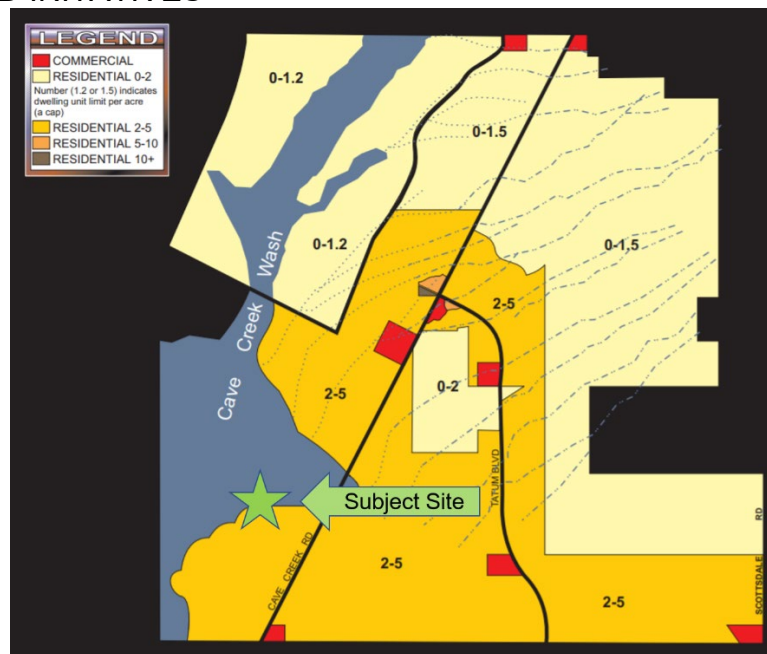 LEGEND
COMMERCIAL
RESIDENTIAL 0-2
Number (1.2 or 1.5) indicates
dwelling unit limit per acre
(a cap)
RESIDENTIAL 2-5
RESIDENTIAL 5-10
RESIDENTIAL 10+
0-1.2
0-1.5
0-1.2
0-1.5
Cave Creek Wash
2-5
2-5
0-2
TATUM BLVD
Subject Site
CAVE CREEK RD
SCOTTSDALE RD
2-5
2-5